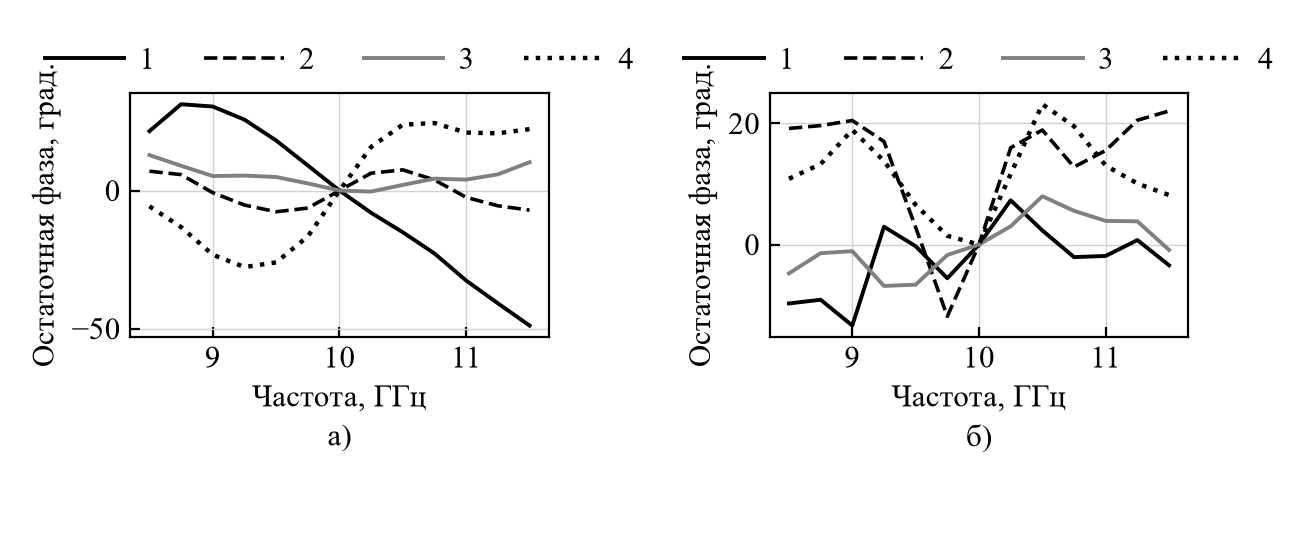 1 2 3 4
Остаточная фаза, град.
0
−50
9 10 11
Частота, ГГц
а)
1 2 3 4
Остаточная фаза, град.
20
0
9 10 11
Частота, ГГц
б)